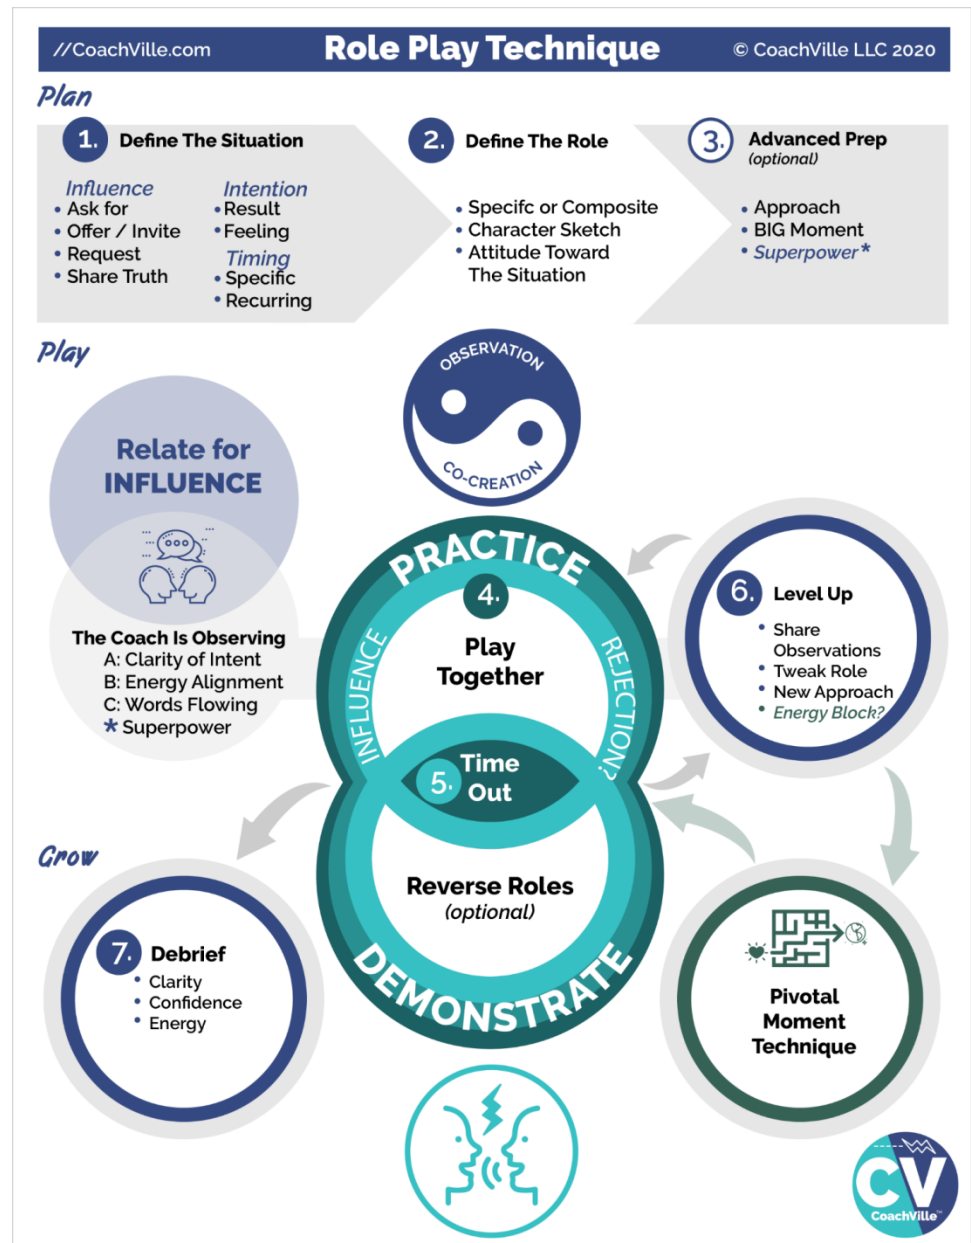 //CoachVille.com
Role Play Technique
© CoachVille LLC 2020
Plan
1.
Define The Situation
Influence
• Ask for
• Offer / Invite
• Request
• Share Truth
Intention
• Result
• Feeling
Timing
• Specific
• Recurring
2.
Define The Role
• Specifc or Composite
• Character Sketch
• Attitude Toward
The Situation
3.
Advanced Prep
(optional)
• Approach
• BIG Moment
• Superpower*
Play
OBSERVATION
CO-CREATION
Relate for
INFLUENCE
The Coach Is Observing
A: Clarity of Intent
B: Energy Alignment
C: Words Flowing
* Superpower
PRACTICE
INFLUENCE
REJECTION?
4.
Play
Together
5.
Time
Out
Reverse Roles
(optional)
DEMONSTRATE
6.
Level Up
• Share
Observations
• Tweak Role
• New Approach
• Energy Block?
Grow
7.
Debrief
• Clarity
• Confidence
• Energy
Pivotal
Moment
Technique
CV
CoachVille™